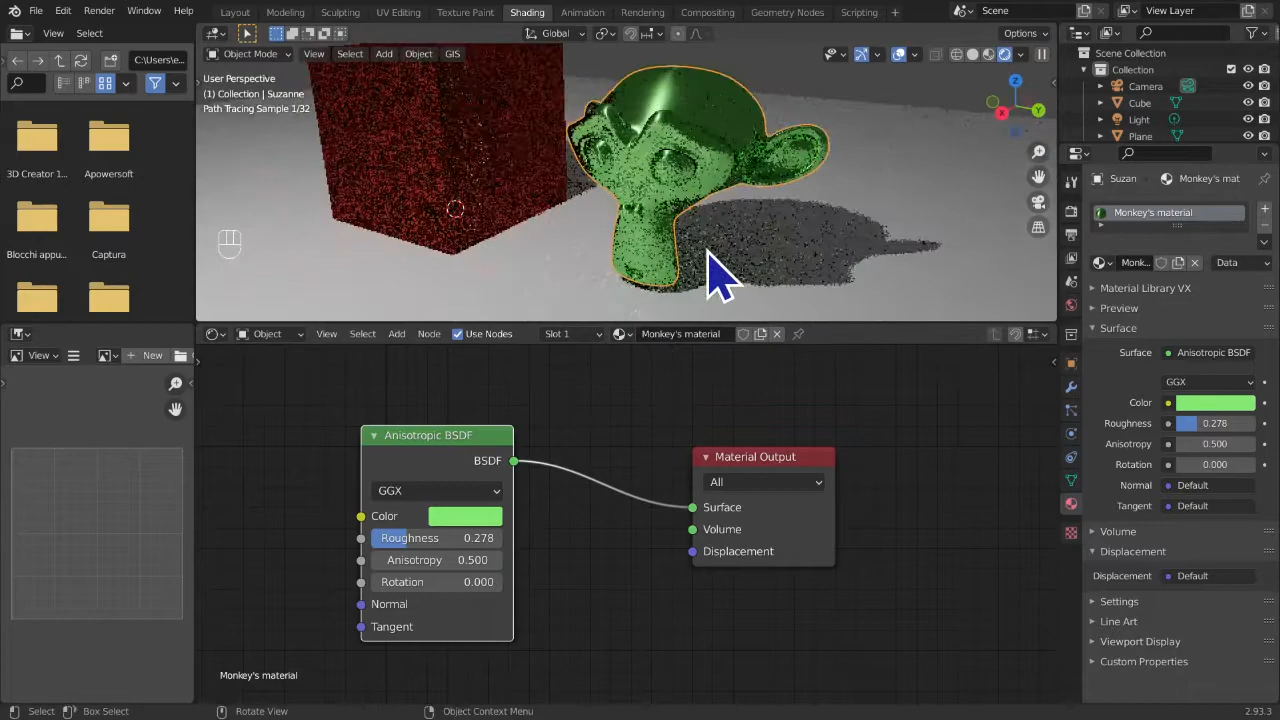 File Edit Render Window Help Layout Modeling Sculpting UV Editing Texture Paint Shading Animation Rendering Compositing Geometry Nodes Scripting + Scene View Layer
View Select Global Options
C:\Use...
Object Mode View Select Add Object GIS
User Perspective
(1) Collection | Suzanne
Path Tracing Sample 1/32
X
Y
Z
3D Creator 1... Apowersoft
Blocchi appu... Captura
Scene Collection
Collection
Camera
Cube
Light
Plane
Suzan Monkey's mat
Monkey's material
Monk... Data
Material Library VX
Preview
Surface
Surface Anisotropic BSDF
GGX
Color
Roughness 0.278
Anisotropy 0.500
Rotation 0.000
Normal Default
Tangent Default
Volume
Displacement
Displacement Default
Settings
Line Art
Viewport Display
Custom Properties
View + New
Object View Select Add Node Use Nodes Slot 1 Monkey's material
Anisotropic BSDF
BSDF
GGX
Color
Roughness 0.278
Anisotropy 0.500
Rotation 0.000
Normal
Tangent
Material Output
All
Surface
Volume
Displacement
Monkey's material
Select Box Select Rotate View Object Context Menu 2.93.3